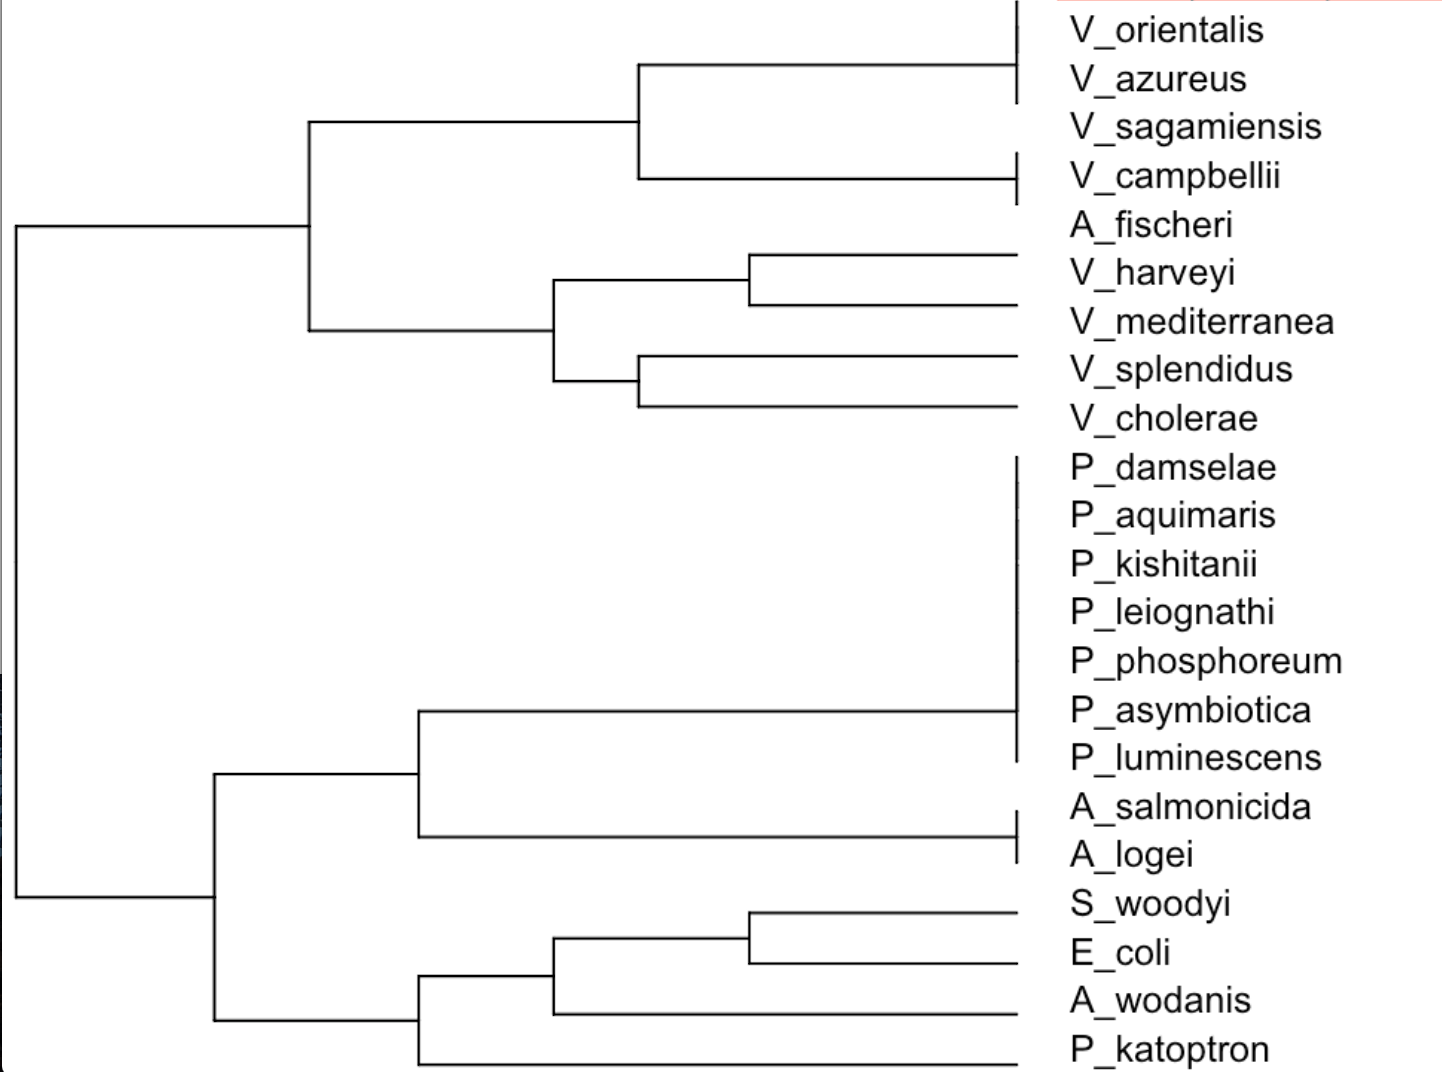 V_orientalis
V_azureus
V_sagamiensis
V_campbellii
A_fischeri
V_harveyi
V_mediterranea
V_splendidus
V_cholerae
P_damselae
P_aquimaris
P_kishitanii
P_leiognathi
P_phosphoreum
P_asymbiotica
P_luminescens
A_salmonicida
A_logei
S_woodyi
E_coli
A_wodanis
P_katoptron